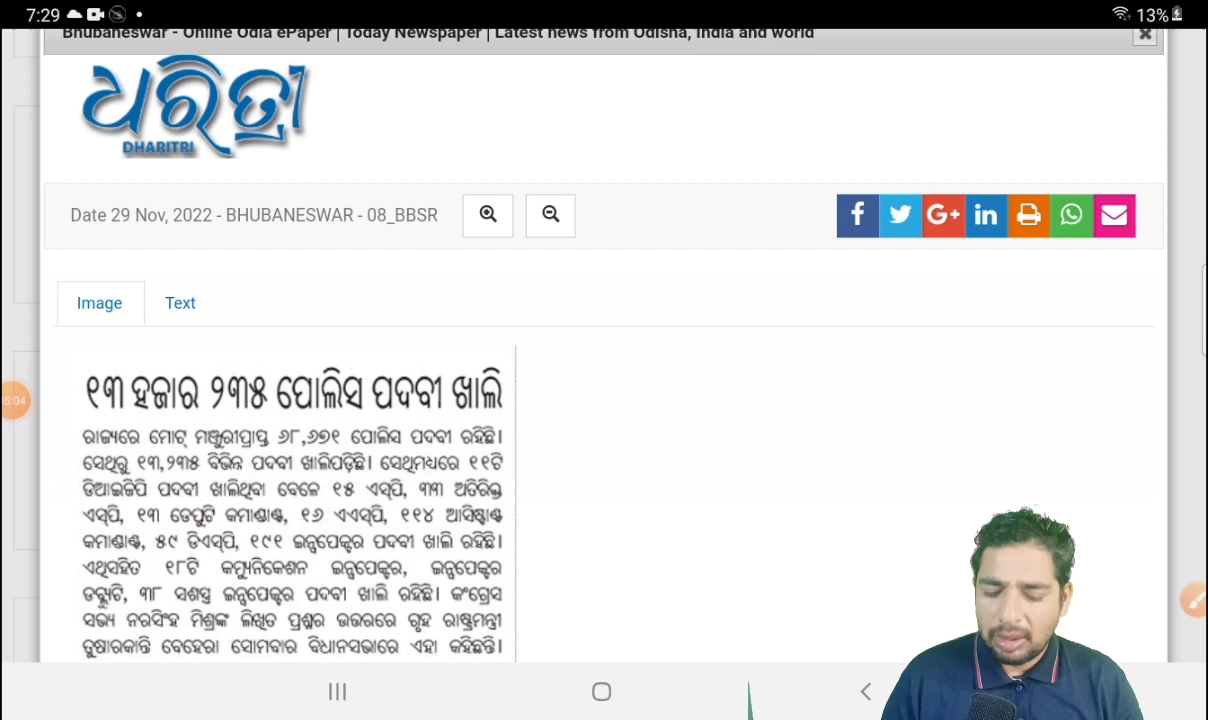 7:29
13%
Bhubaneswar - Online Odia ePaper | Today Newspaper | Latest news from Odisha, India and world
ଧରିତ୍ରୀ
DHARITRI
Date 29 Nov, 2022 - BHUBANESWAR - 08_BBSR
Image Text
5:04
୧୩ ହଜାର ୨୩୫ ପୋଲିସ ପଦବୀ ଖାଲି
ରାଜ୍ୟରେ ମୋଟ୍ ମଞ୍ଜୁରୀପ୍ରାପ୍ତ ୬୮,୬୭୧ ପୋଲିସ ପଦବୀ ରହିଛି।
ସେଥିରୁ ୧୩,୨୩୫ ବିଭିନ୍ନ ପଦବୀ ଖାଲିପଡ଼ିଛି। ସେଥିମଧ୍ୟରେ ୧୧ଟି
ଡିଆଇଜିପି ପଦବୀ ଖାଲିଥିବା ବେଳେ ୧୫ ଏସ୍‌ପି, ୩୩ ଅତିରିକ୍ତ
ଏସ୍‌ପି, ୧୩ ଡେପୁଟି କମାଣ୍ଡାଣ୍ଟ, ୧୬ ଏଏସ୍‌ପି, ୧୧୪ ଆସିଷ୍ଟାଣ୍ଟ
କମାଣ୍ଡାଣ୍ଟ, ୫୯ ଡିଏସ୍‌ପି, ୧୯୧ ଇନ୍ସପେକ୍ଟର ପଦବୀ ଖାଲି ରହିଛି।
ଏଥିସହିତ ୧୮ଟି କମ୍ୟୁନିକେଶନ ଇନ୍ସପେକ୍ଟର, ଇନ୍ସପେକ୍ଟର
ଡବ୍ଲ୍ୟୁଟି, ୩୮ ସଶସ୍ତ୍ର ଇନ୍ସପେକ୍ଟର ପଦବୀ ଖାଲି ରହିଛି। କଂଗ୍ରେସ
ସଭ୍ୟ ନରସିଂହ ମିଶ୍ରଙ୍କ ଲିଖିତ ପ୍ରଶ୍ନର ଉତ୍ତରରେ ଗୃହ ରାଷ୍ଟ୍ରମନ୍ତ୍ରୀ
ତୁଷାରକାନ୍ତି ବେହେରା ସୋମବାର ବିଧାନସଭାରେ ଏହା କହିଛନ୍ତି।